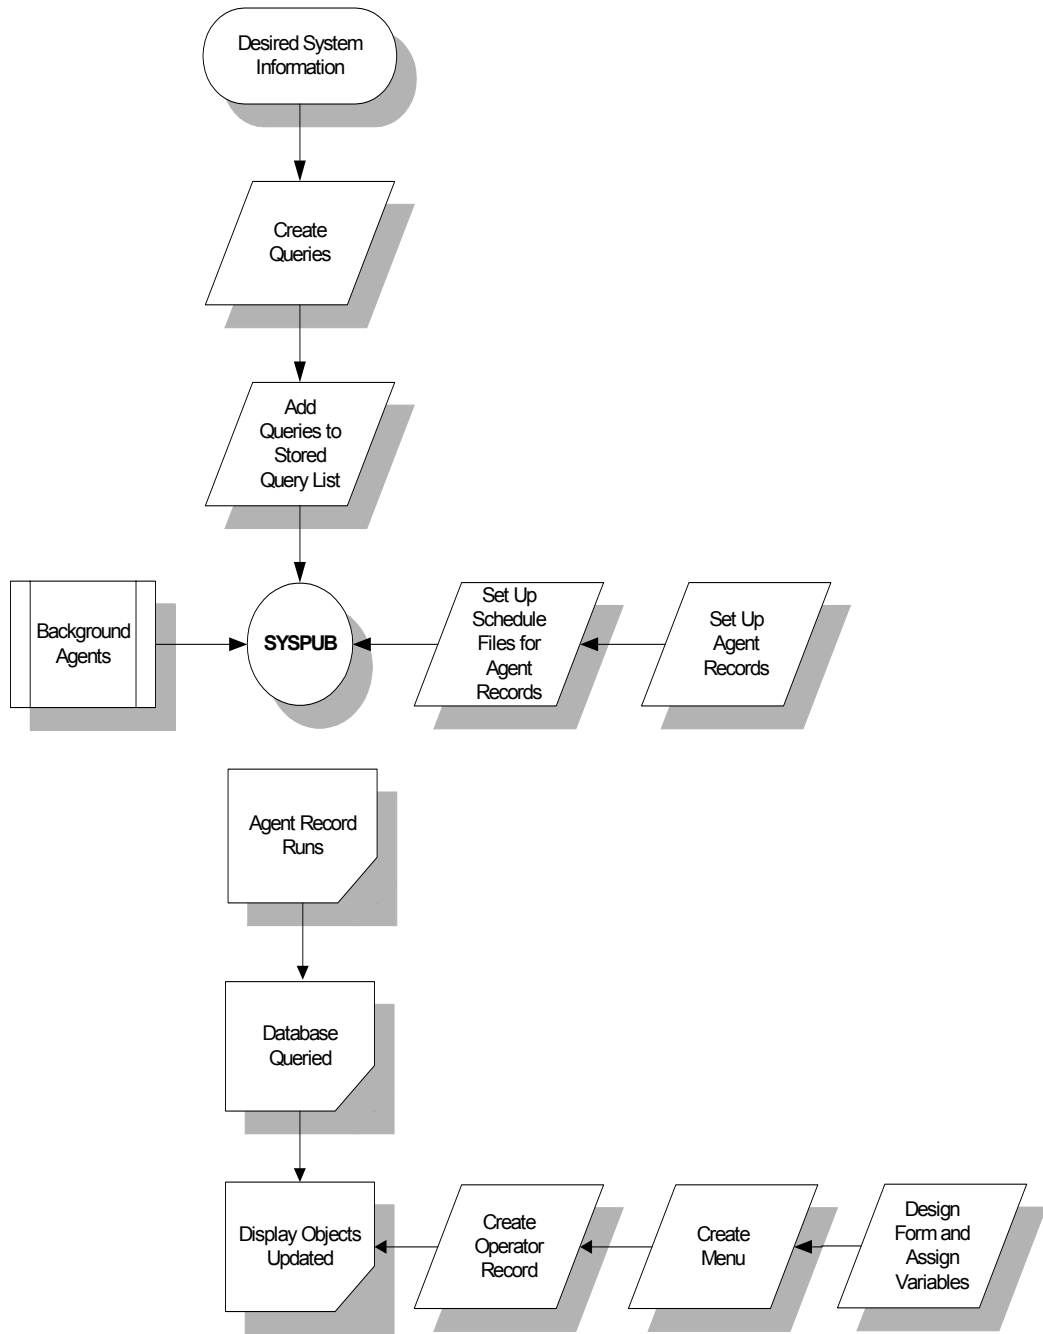 Desired System
Information
Create
Queries
Add
Queries to
Stored
Query List
Background
Agents
SYSPUB
Set Up
Schedule
Files for
Agent
Records
Set Up
Agent
Records
Agent Record
Runs
Database
Queried
Display Objects
Updated
Create
Operator
Record
Create
Menu
Design
Form and
Assign
Variables